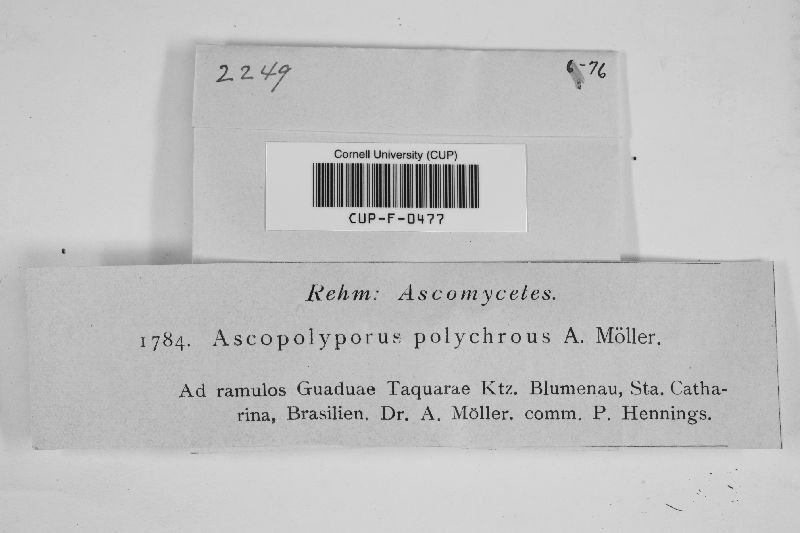 2249 6-76
Cornell University (CUP)
CUP-F-0477
Rehm: Ascomycetes.
1784. Ascopolyporus polychrous A. Möller.
Ad ramulos Guaduae Taquarae Ktz. Blumenau, Sta. Catha-
rina, Brasilien. Dr. A. Möller. comm. P. Hennings.